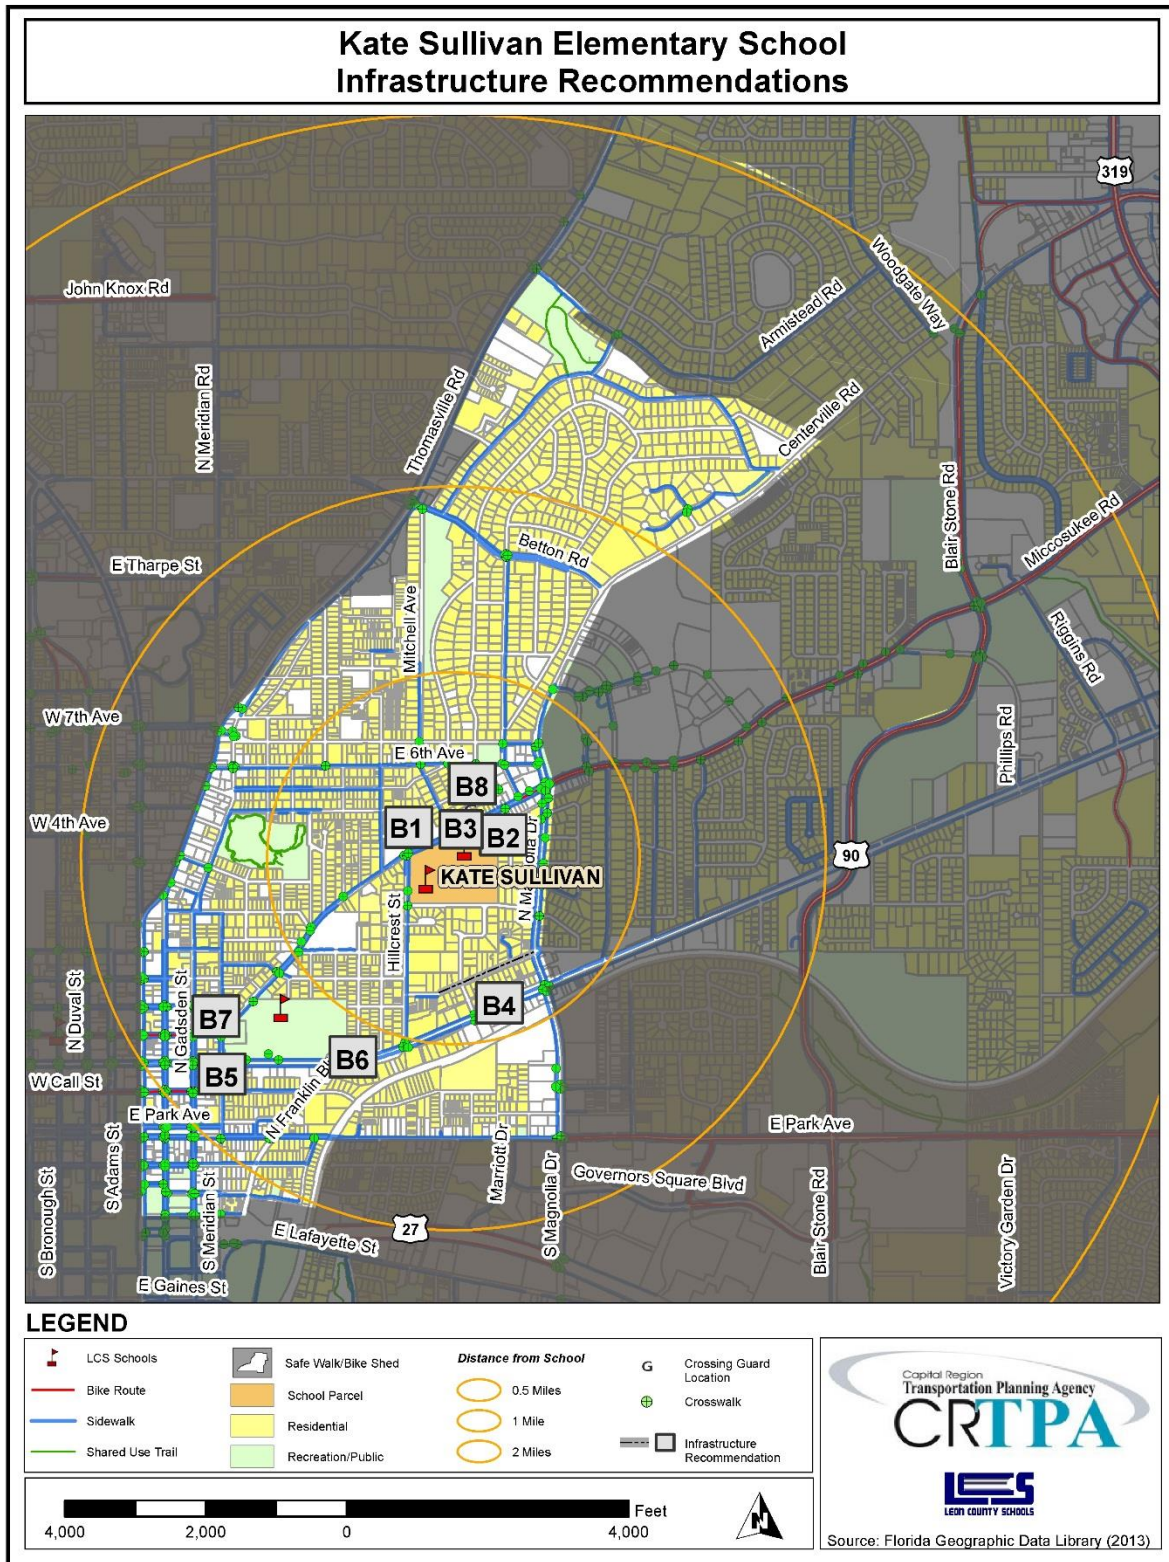 Kate Sullivan Elementary School
Infrastructure Recommendations
319
John Knox Rd
Woodgate Way
Armistead Rd
N Meridian Rd
Thomasville Rd
Centerville Rd
Blair Stone Rd
Miccosukee Rd
E Tharpe St
Betton Rd
Mitchell Ave
Riggins Rd
W 7th Ave
Phillips Rd
E 6th Ave
B8
W 4th Ave
B1
B3
B2
90
KATE SULLIVAN
Hillcrest St
N Duval St
N Gadsden St
B7
B4
B6
B5
W Call St
N Franklin
E Park Ave
E Park Ave
S Adams St
Marriott Dr
Governors Square Blvd
S Bronough St
S Meridian St
S Magnolia Dr
Blair Stone Rd
Victory Garden Dr
27
E Lafayette St
E Gaines St
LEGEND
LCS Schools
Bike Route
Sidewalk
Shared Use Trail
Safe Walk/Bike Shed
School Parcel
Residential
Recreation/Public
Distance from School
0.5 Miles
1 Mile
2 Miles
G Crossing Guard
Location
Crosswalk
Infrastructure
Recommendation
Feet
4,000 2,000 0 4,000
N
Capital Region
Transportation Planning Agency
CRTPA
LCS
LEON COUNTY SCHOOLS
Source: Florida Geographic Data Library (2013)